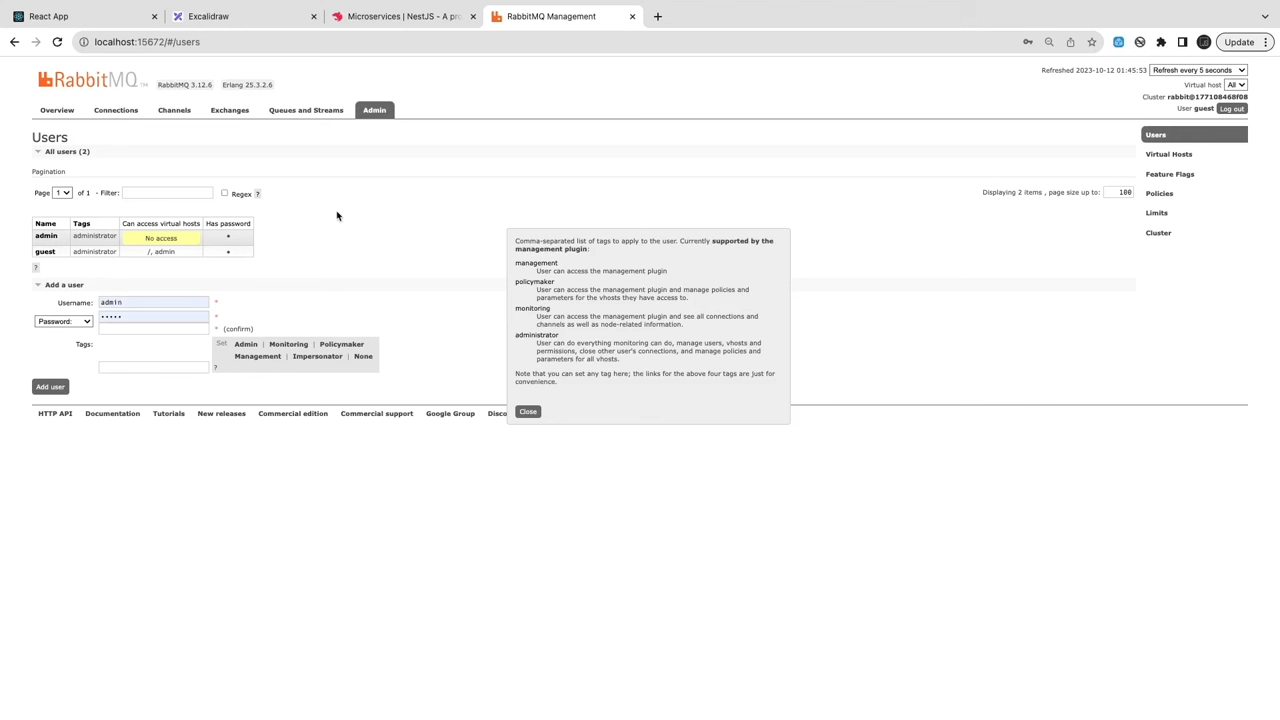 React App
Excalidraw
Microservices | NestJS - A pro
RabbitMQ Management
localhost:15672/#/users
Update
RabbitMQ TM
RabbitMQ 3.12.6
Erlang 25.3.2.6
Refreshed 2023-10-12 01:45:53
Refresh every 5 seconds
Virtual host All
Cluster rabbit@177108468f08
User guest Log out
Overview Connections Channels Exchanges Queues and Streams Admin
Users
All users (2)
Pagination
Page 1 of 1 - Filter: Regex ?
Displaying 2 items , page size up to: 100
Name Tags Can access virtual hosts Has password
admin administrator No access •
guest administrator /, admin •
?
Add a user
Username: admin *
Password: ••••• *
* (confirm)
Tags:
Set Admin | Monitoring | Policymaker
Management | Impersonator | None
?
Add user
HTTP API Documentation Tutorials New releases Commercial edition Commercial support Google Group Disco
Users
Virtual Hosts
Feature Flags
Policies
Limits
Cluster
Comma-separated list of tags to apply to the user. Currently supported by the
management plugin:
management
User can access the management plugin
policymaker
User can access the management plugin and manage policies and
parameters for the vhosts they have access to.
monitoring
User can access the management plugin and see all connections and
channels as well as node-related information.
administrator
User can do everything monitoring can do, manage users, vhosts and
permissions, close other user's connections, and manage policies and
parameters for all vhosts.
Note that you can set any tag here; the links for the above four tags are just for
convenience.
Close